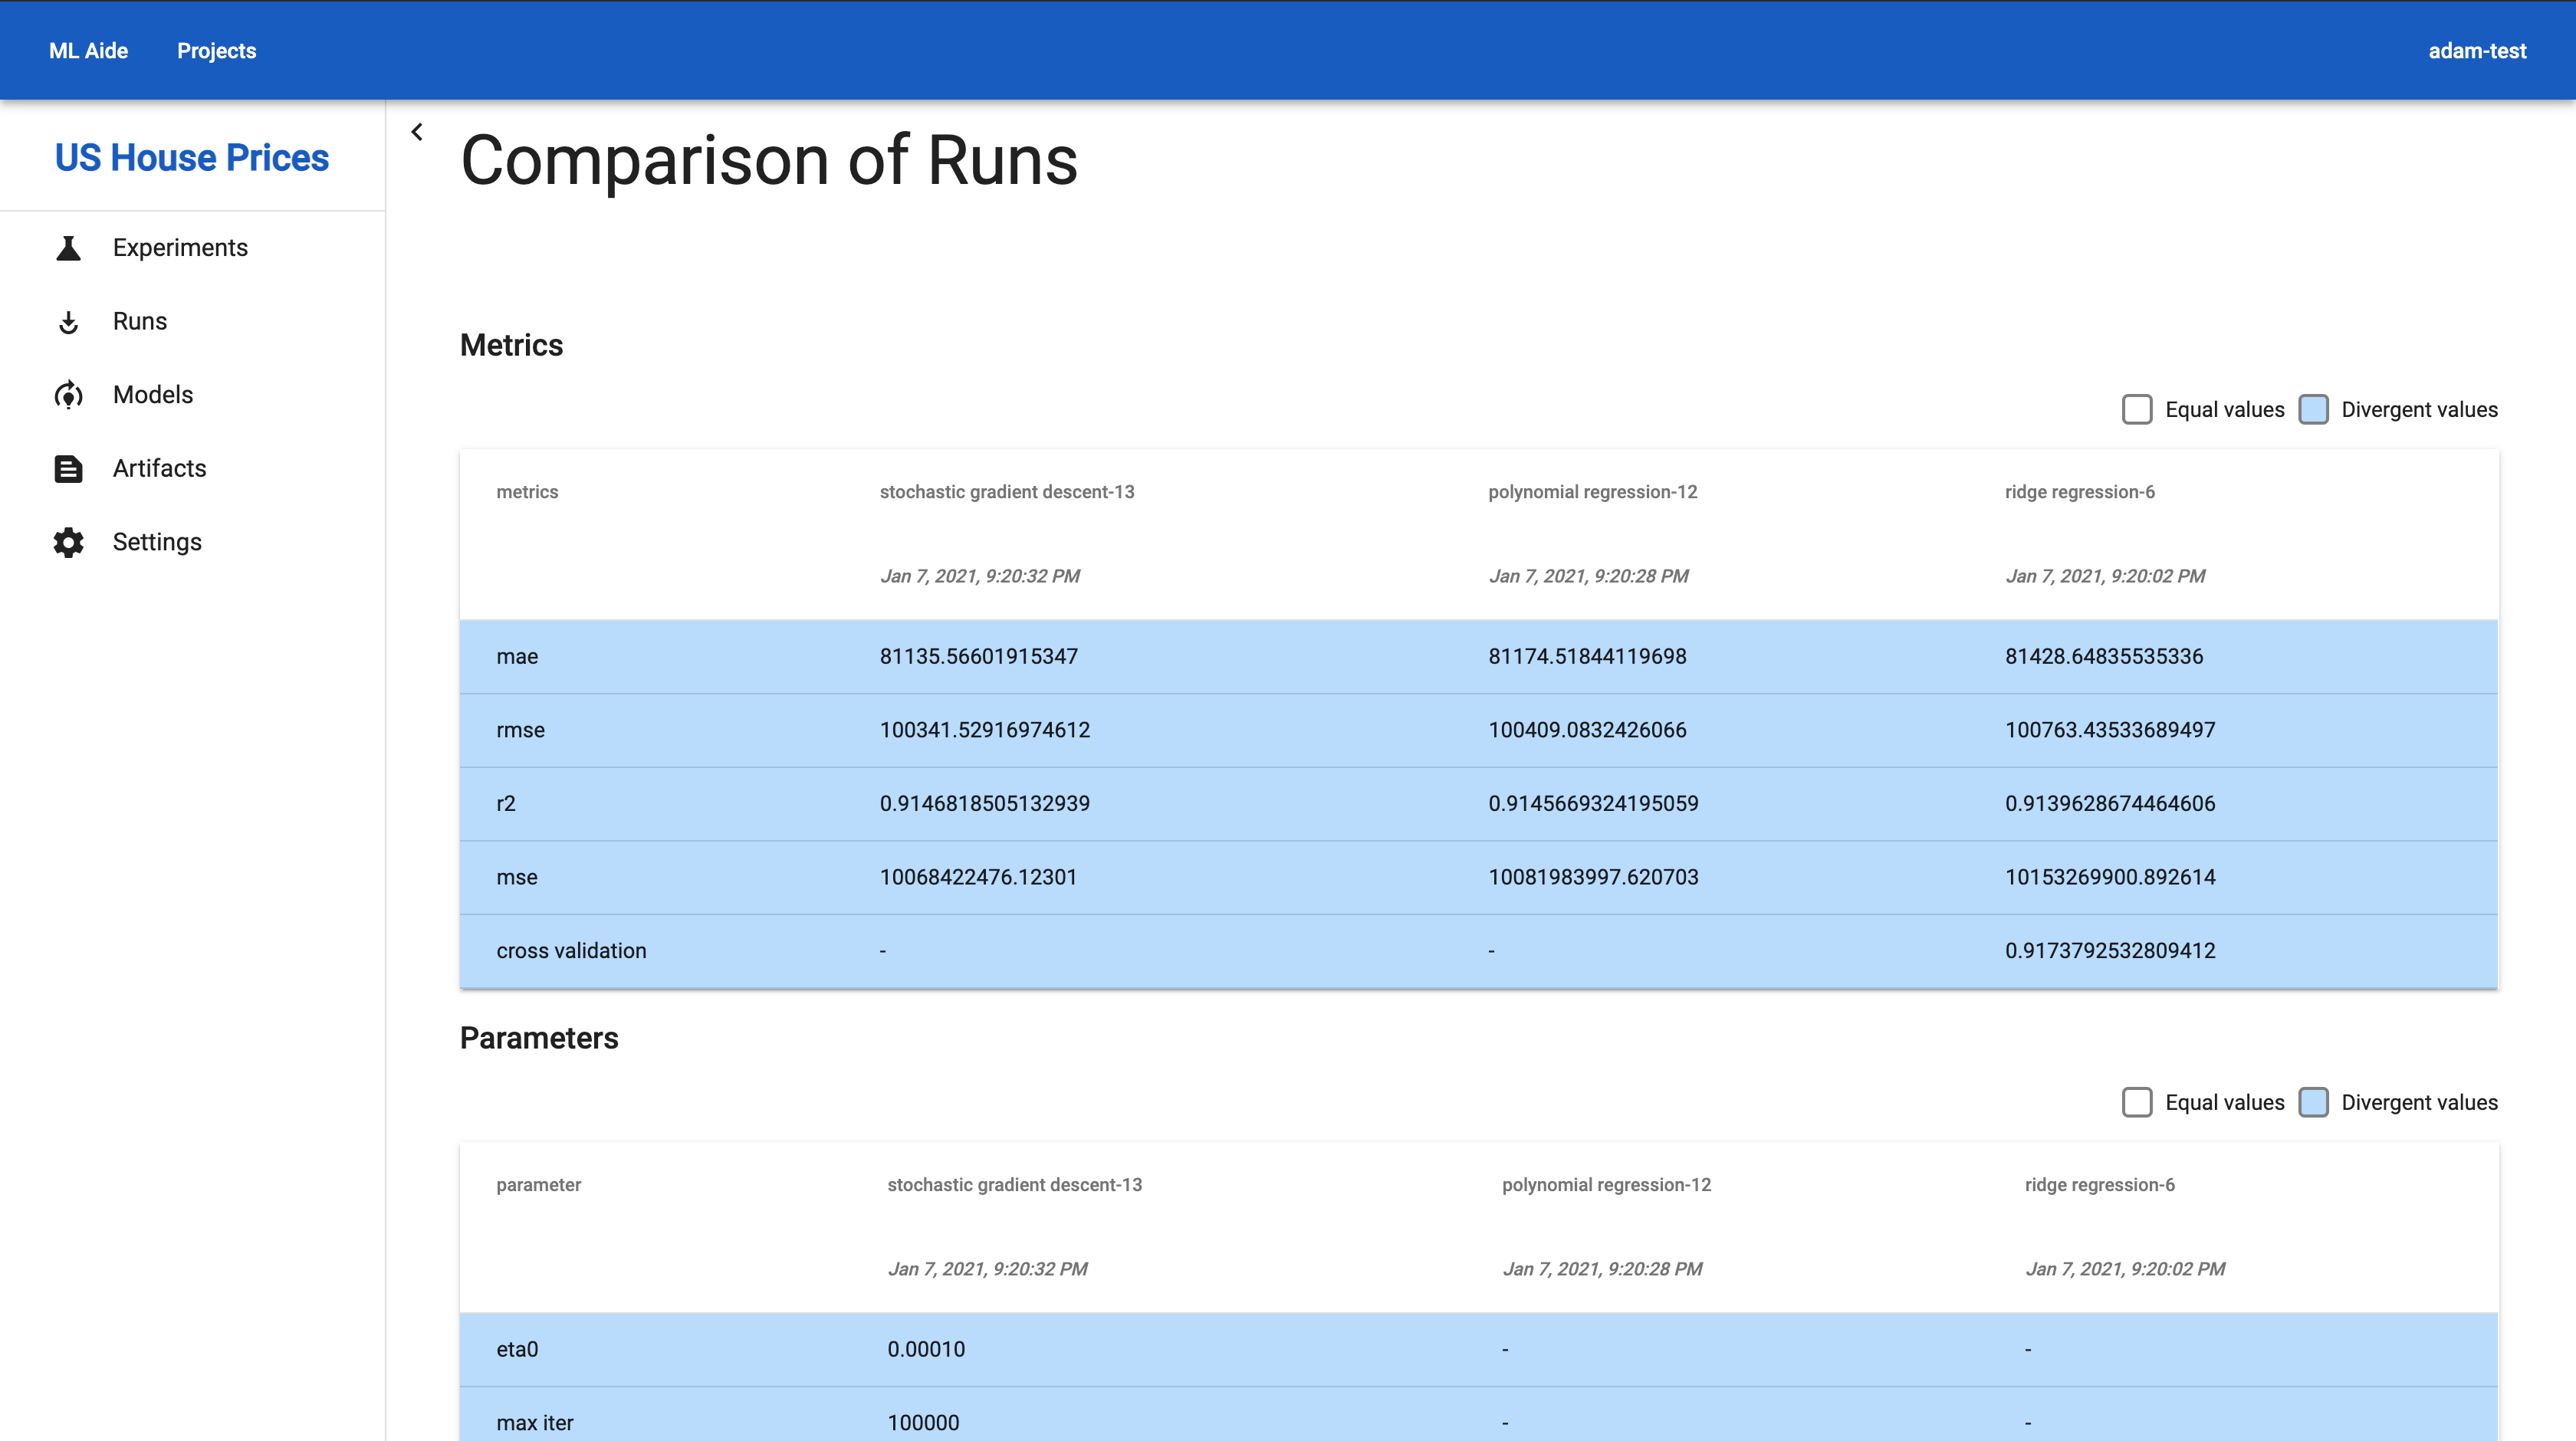 ML Aide Projects adam-test
US House Prices
Experiments
Runs
Models
Artifacts
Settings
Comparison of Runs
Metrics
Equal values Divergent values
metrics stochastic gradient descent-13 polynomial regression-12 ridge regression-6
Jan 7, 2021, 9:20:32 PM Jan 7, 2021, 9:20:28 PM Jan 7, 2021, 9:20:02 PM
mae 81135.56601915347 81174.51844119698 81428.64835535336
rmse 100341.52916974612 100409.0832426066 100763.43533689497
r2 0.9146818505132939 0.9145669324195059 0.9139628674464606
mse 10068422476.12301 10081983997.620703 10153269900.892614
cross validation - - 0.9173792532809412
Parameters
Equal values Divergent values
parameter stochastic gradient descent-13 polynomial regression-12 ridge regression-6
Jan 7, 2021, 9:20:32 PM Jan 7, 2021, 9:20:28 PM Jan 7, 2021, 9:20:02 PM
eta0 0.00010 - -
max iter 100000 - -